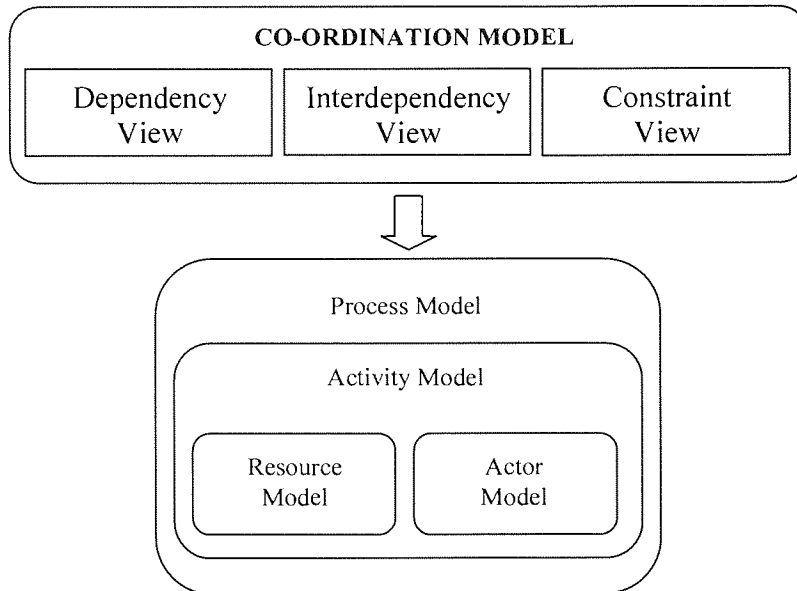 CO-ORDINATION MODEL
Dependency View
Interdependency View
Constraint View
Process Model
Activity Model
Resource Model
Actor Model